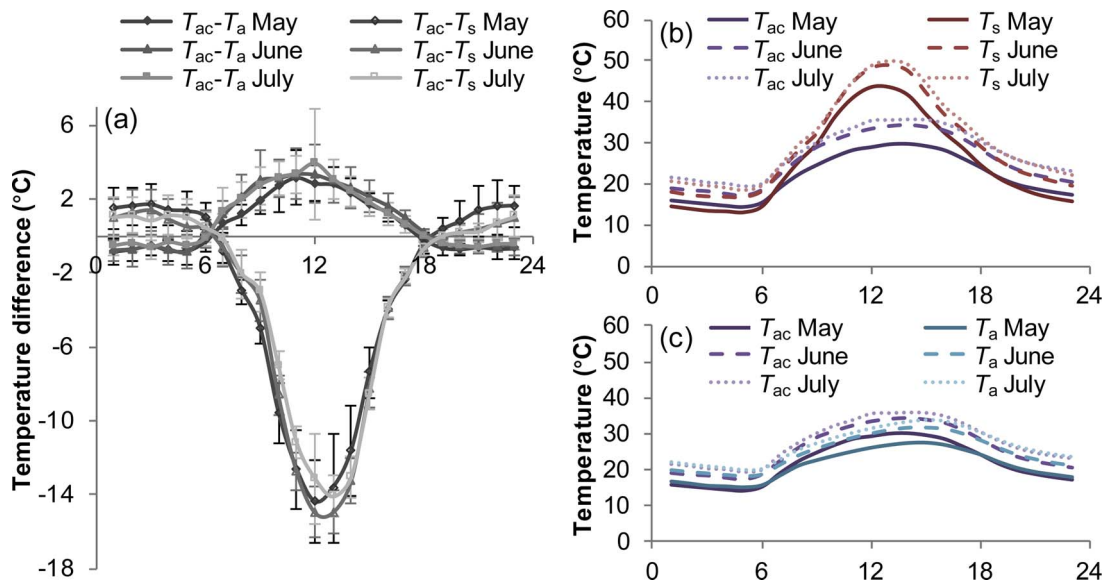 (a)
Tac-Ta May
Tac-Ts May
Tac-Ta June
Tac-Ts June
Tac-Ta July
Tac-Ts July
Temperature difference (°C)
6
2
-2
-6
-10
-14
-18
0 6 12 18 24
(b)
Tac May
Ts May
Tac June
Ts June
Tac July
Ts July
Temperature (°C)
60
50
40
30
20
10
0
0 6 12 18 24
(c)
Tac May
Ta May
Tac June
Ta June
Tac July
Ta July
Temperature (°C)
60
50
40
30
20
10
0
0 6 12 18 24